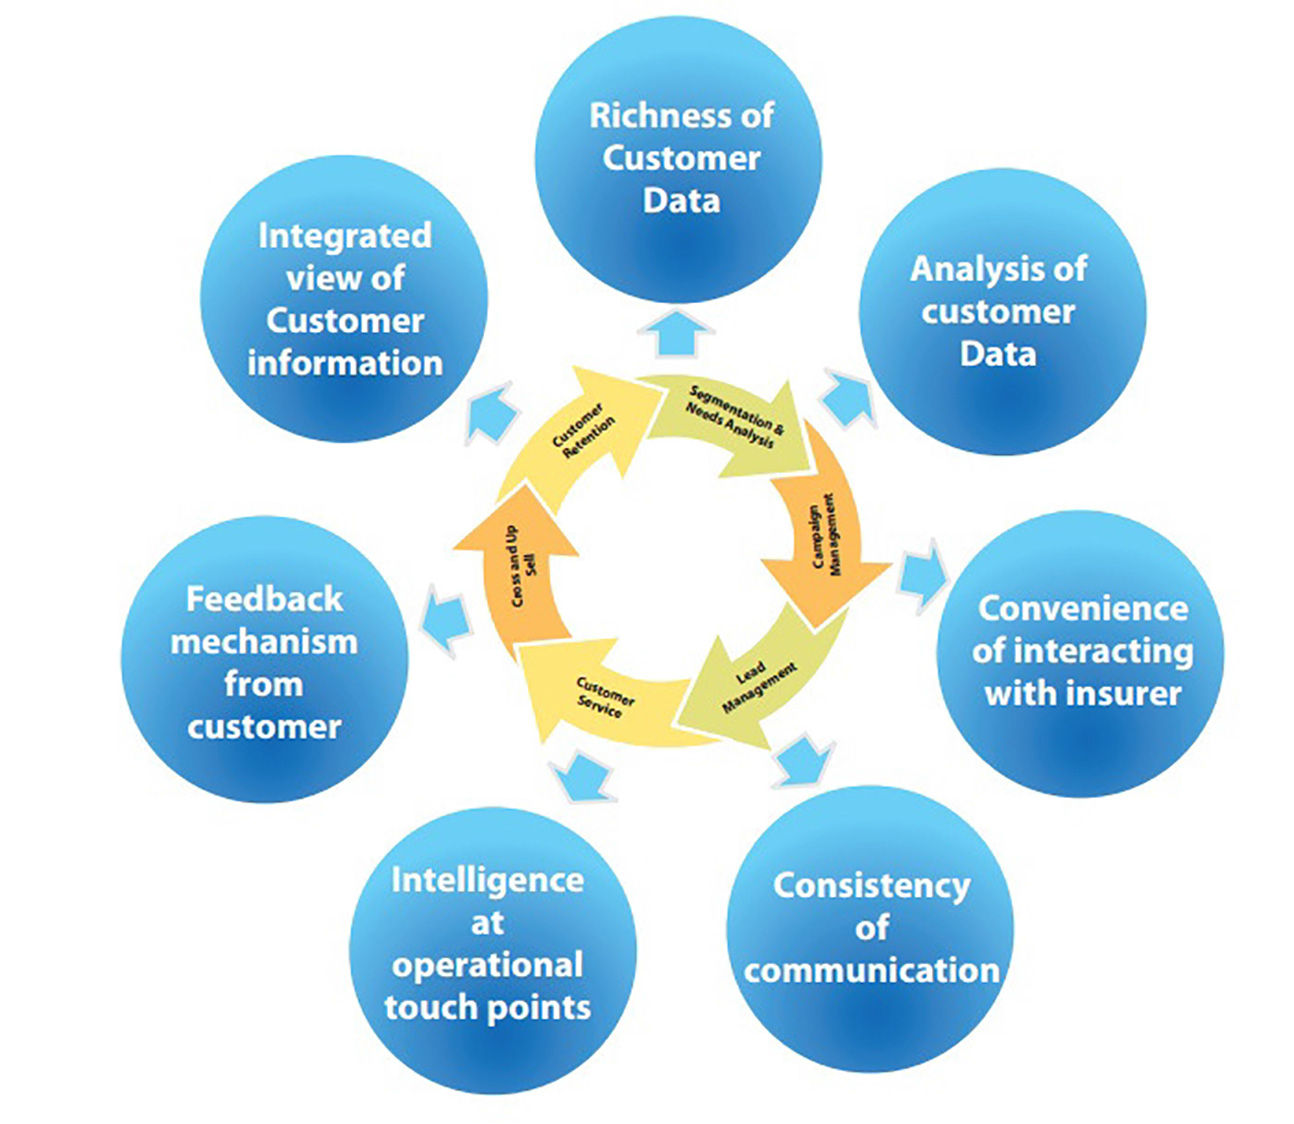 Richness of
Customer
Data
Analysis of
customer
Data
Convenience
of interacting
with insurer
Consistency
of
communication
Intelligence
at
operational
touch points
Feedback
mechanism
from
customer
Integrated
view of
Customer
information
Segmentation &
Needs Analysis
Campaign
Management
Lead
Management
Customer
Service
Cross and Up
Sell
Customer
Retention